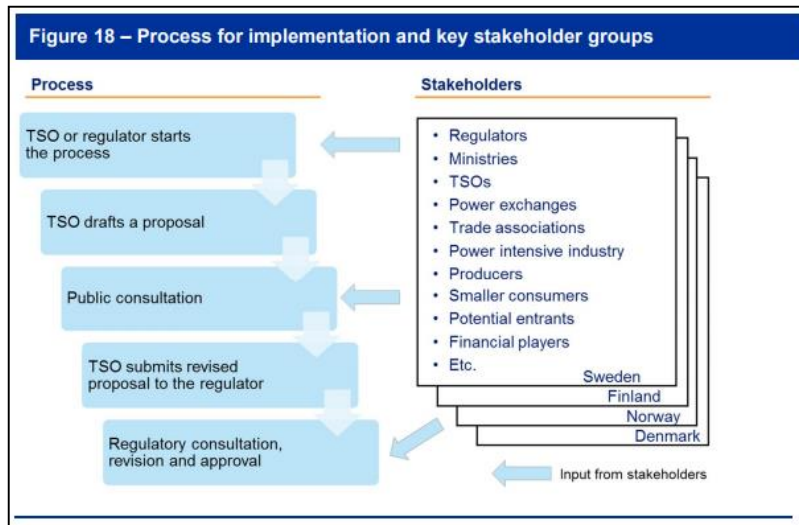 Figure 18 – Process for implementation and key stakeholder groups
Process
TSO or regulator starts
the process
TSO drafts a proposal
Public consultation
TSO submits revised
proposal to the regulator
Regulatory consultation,
revision and approval
Stakeholders
• Regulators
• Ministries
• TSOs
• Power exchanges
• Trade associations
• Power intensive industry
• Producers
• Smaller consumers
• Potential entrants
• Financial players
• Etc.
Sweden
Finland
Norway
Denmark
Input from stakeholders